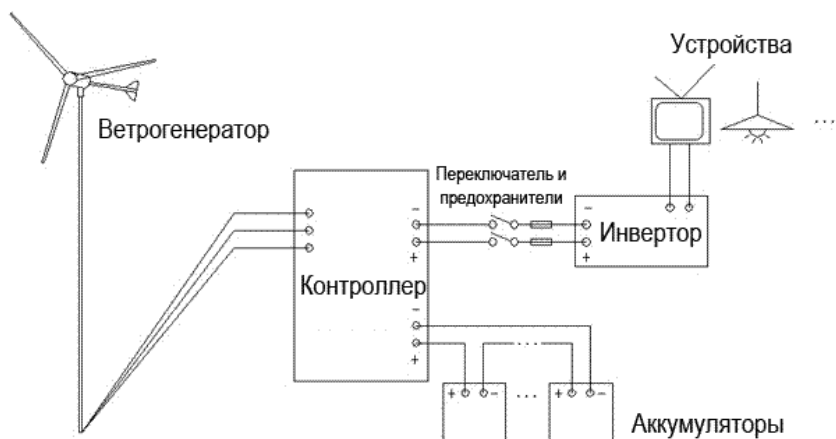 Устройства
Ветрогенератор
...
Переключатель и
предохранители
−
−
Инвертор
+
+
Контроллер
−
+
...
+ − ... + −
Аккумуляторы